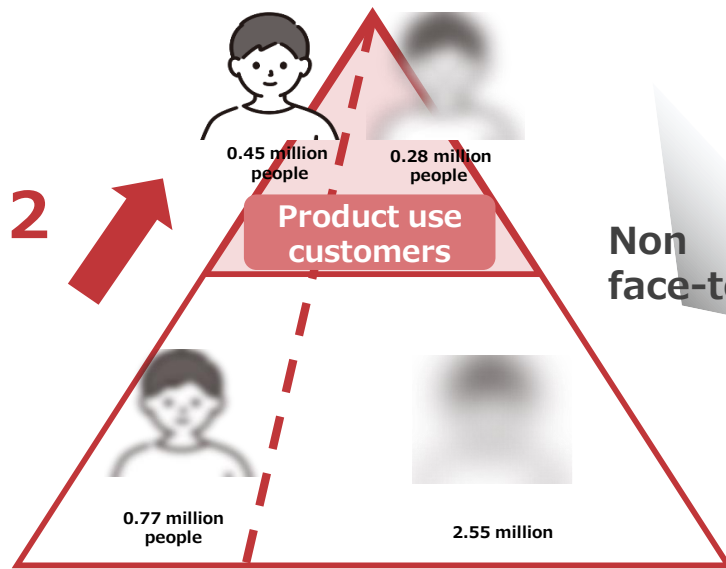 0.45 million
people
0.28 million
people
2
Product use
customers
Non
0.77 million
people
2.55 million